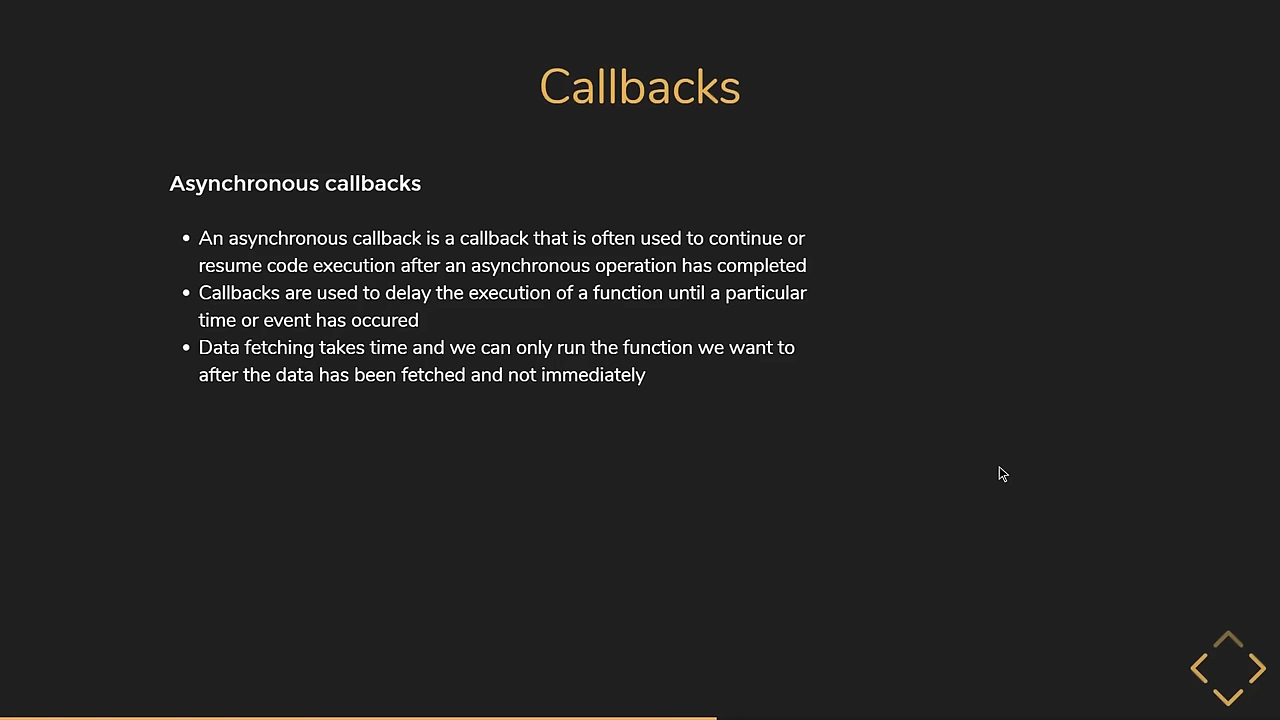 Callbacks
Asynchronous callbacks
• An asynchronous callback is a callback that is often used to continue or
resume code execution after an asynchronous operation has completed
• Callbacks are used to delay the execution of a function until a particular
time or event has occured
• Data fetching takes time and we can only run the function we want to
after the data has been fetched and not immediately